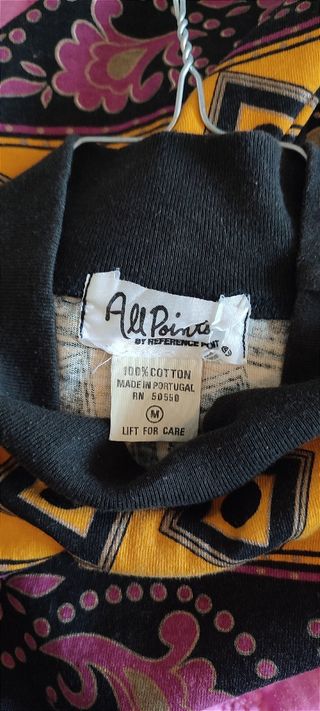 All Points
BY REFERENCE POINT ®
100% COTTON
MADE IN PORTUGAL
RN 50550
M
LIFT FOR CARE